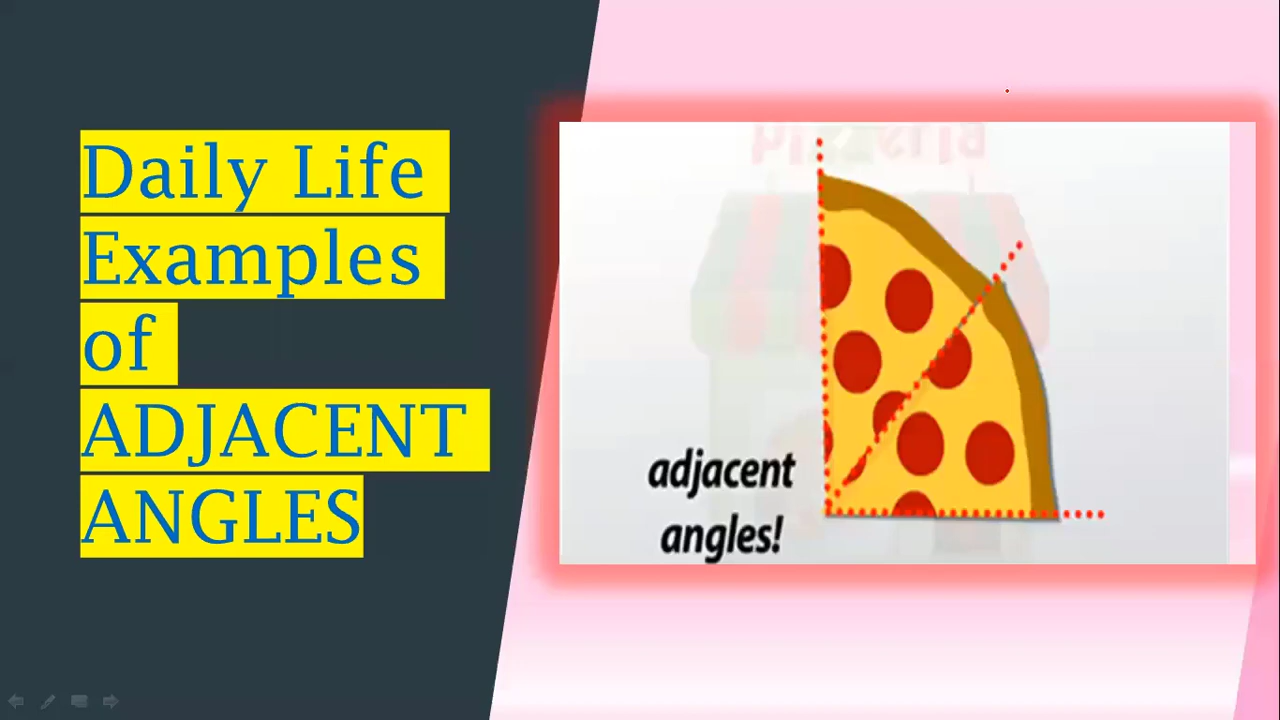 Daily Life
Examples
of
ADJACENT
ANGLES
adjacent
angles!